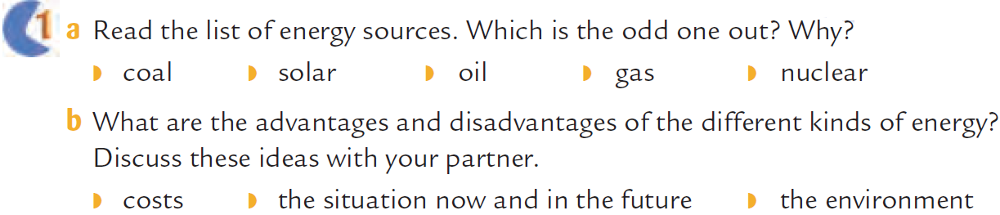 1 a Read the list of energy sources. Which is the odd one out? Why?
coal solar oil gas nuclear
b What are the advantages and disadvantages of the different kinds of energy?
Discuss these ideas with your partner.
costs the situation now and in the future the environment